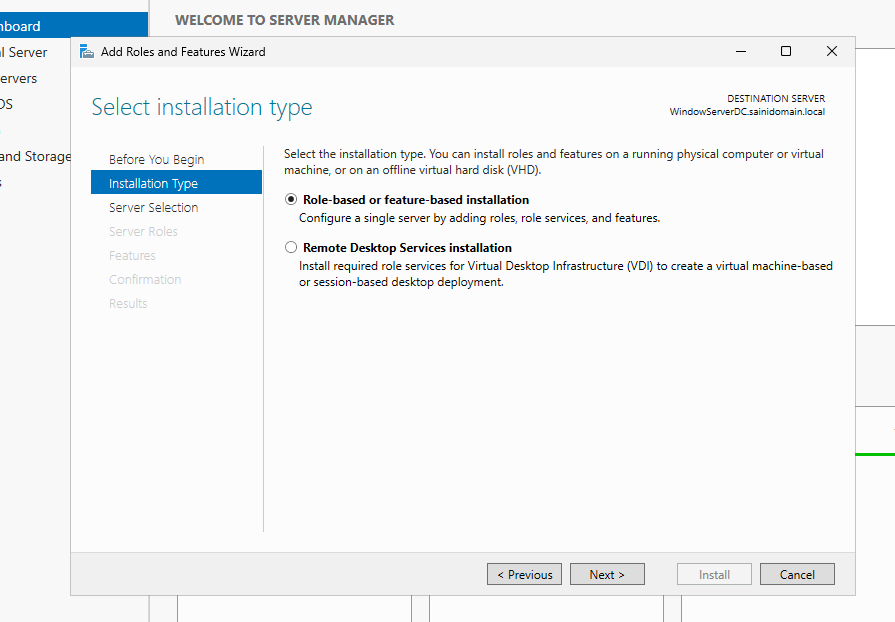 WELCOME TO SERVER MANAGER
Add Roles and Features Wizard
Select installation type
DESTINATION SERVER
WindowServerDC.sainidomain.local
Before You Begin
Installation Type
Server Selection
Server Roles
Features
Confirmation
Results
Select the installation type. You can install roles and features on a running physical computer or virtual
machine, or on an offline virtual hard disk (VHD).
Role-based or feature-based installation
Configure a single server by adding roles, role services, and features.
Remote Desktop Services installation
Install required role services for Virtual Desktop Infrastructure (VDI) to create a virtual machine-based
or session-based desktop deployment.
< Previous
Next >
Install
Cancel
nboard
l Server
ervers
OS
and Storage